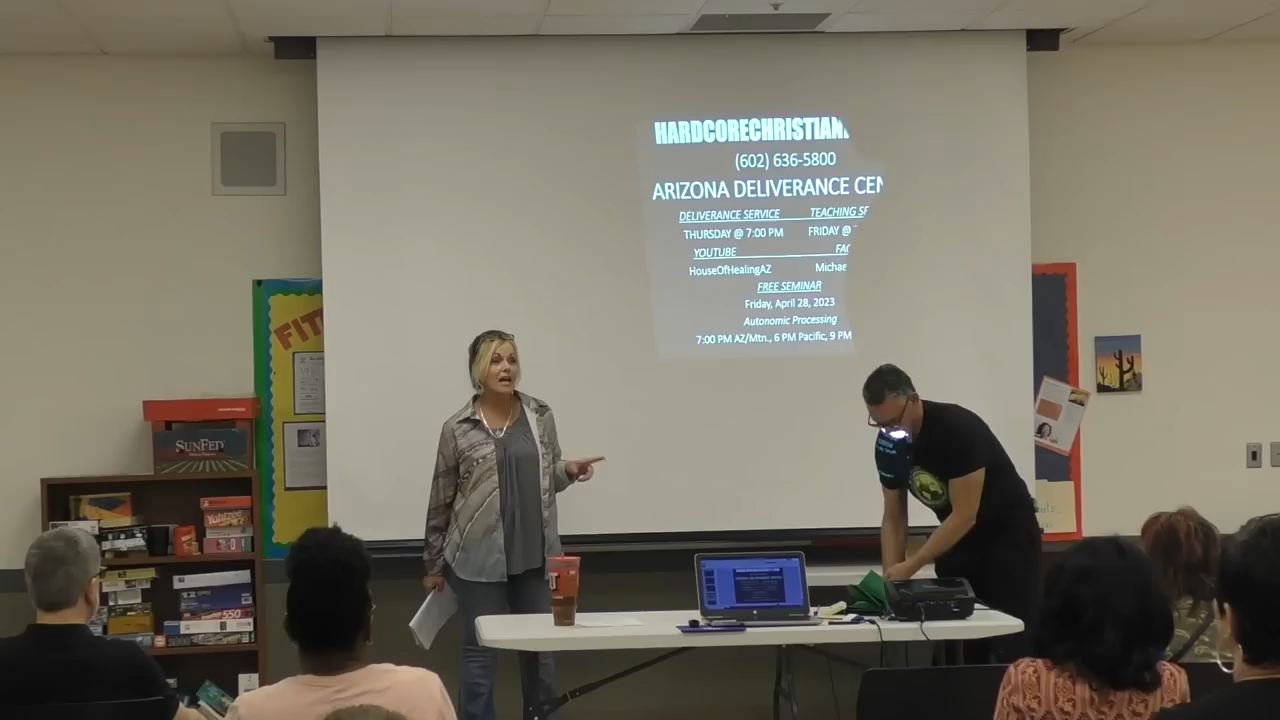 HARDCORECHRISTIAN
(602) 636-5800
ARIZONA DELIVERANCE CEN
DELIVERANCE SERVICE TEACHING SE
THURSDAY @ 7:00 PM FRIDAY @
YOUTUBE FAC
HouseOfHealingAZ Michae
FREE SEMINAR
Friday, April 28, 2023
Autonomic Processing
7:00 PM AZ/Mtn., 6 PM Pacific, 9 PM
FIT
SUNFED
Yahtzee
550